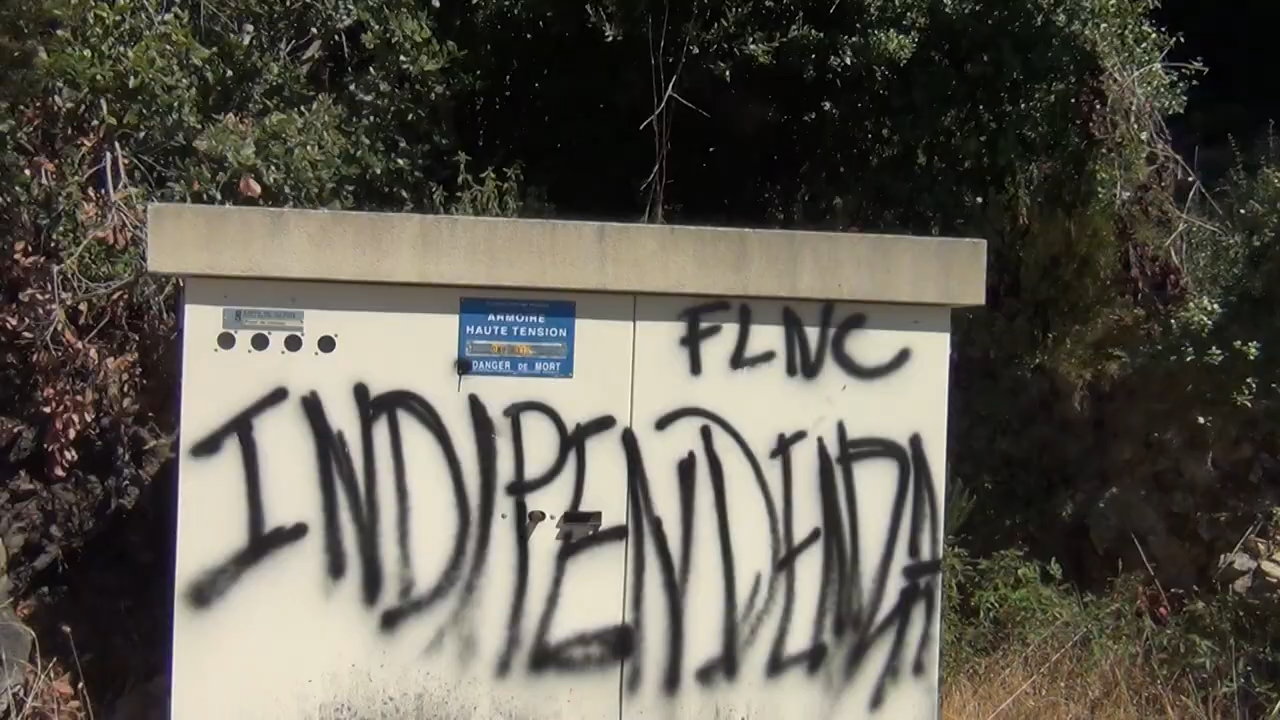 FLNC
ARMOIRE
HAUTE TENSION
DANGER DE MORT
INDIPENDENZA